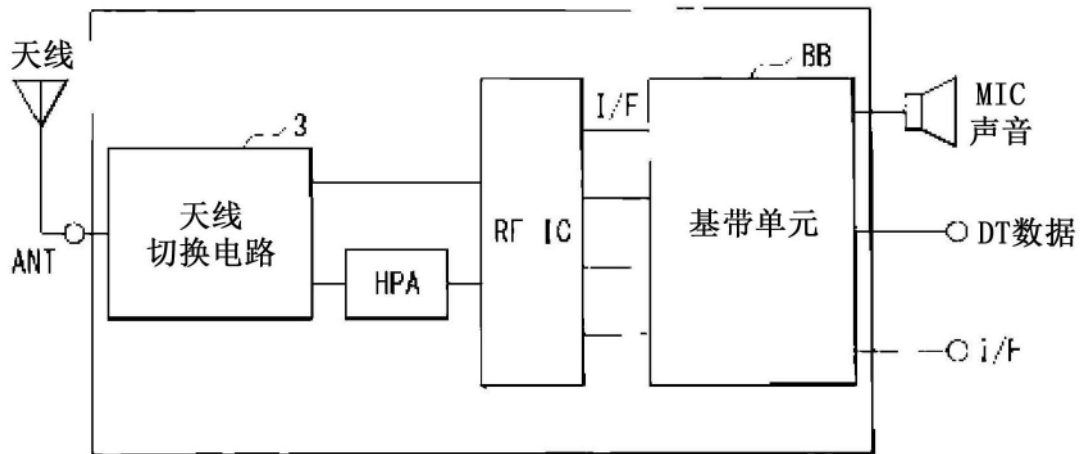 天线
ANT
3
天线
切换电路
HPA
RF IC
I/F
BB
基带单元
MIC
声音
DT数据
I/F